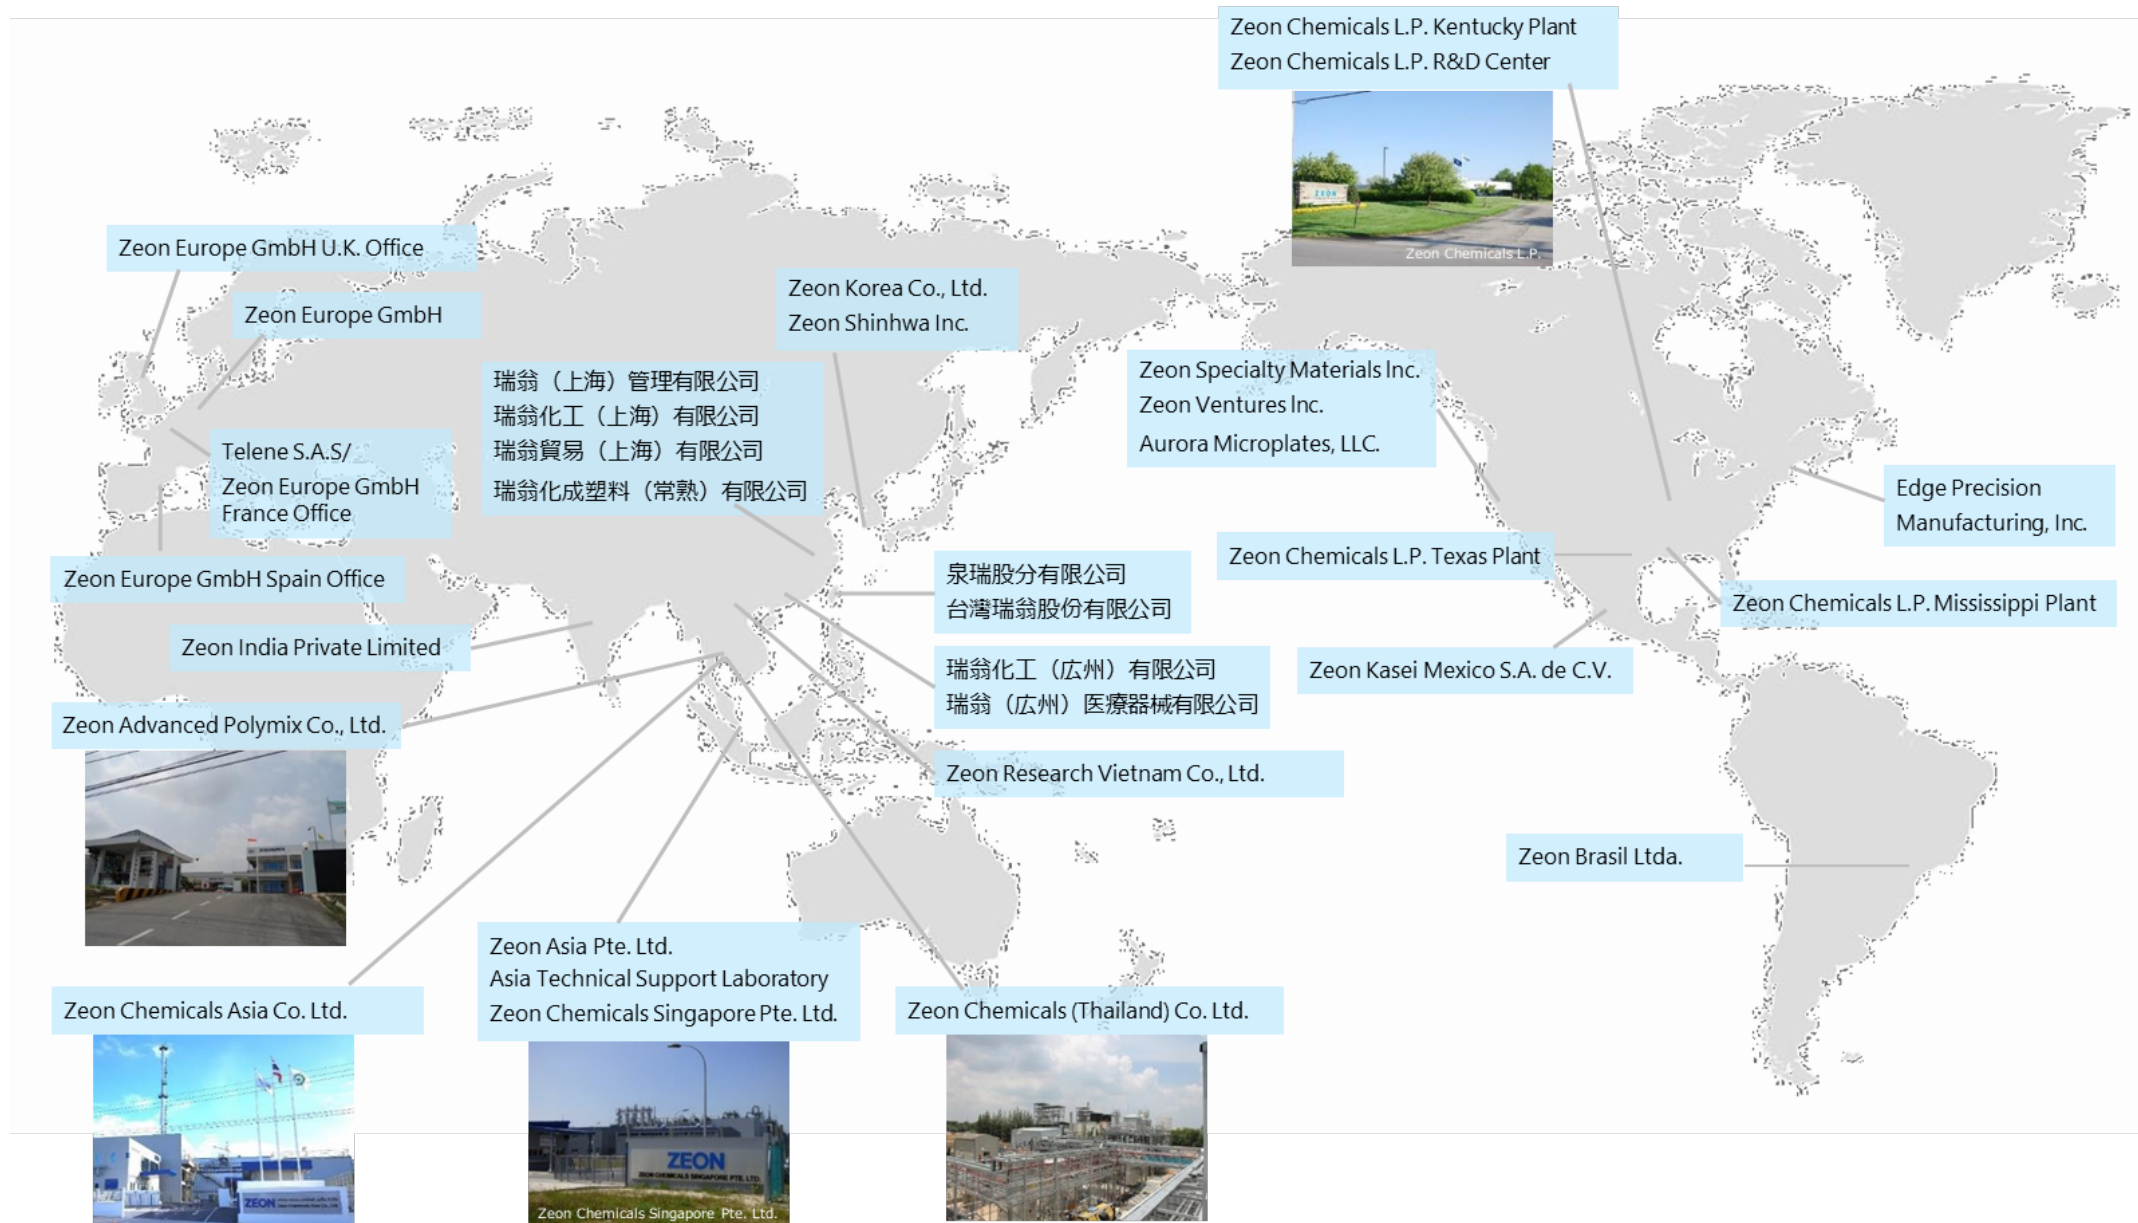 Zeon Chemicals L.P. Kentucky Plant
Zeon Chemicals L.P. R&D Center
ZEON
Zeon Chemicals L.P.
Zeon Europe GmbH U.K. Office
Zeon Europe GmbH
Zeon Korea Co., Ltd.
Zeon Shinhwa Inc.
瑞翁（上海）管理有限公司
瑞翁化工（上海）有限公司
瑞翁貿易（上海）有限公司
瑞翁化成塑料（常熟）有限公司
Zeon Specialty Materials Inc.
Zeon Ventures Inc.
Aurora Microplates, LLC.
Telene S.A.S/
Zeon Europe GmbH
France Office
Edge Precision
Manufacturing, Inc.
Zeon Europe GmbH Spain Office
泉瑞股分有限公司
台灣瑞翁股份有限公司
Zeon Chemicals L.P. Texas Plant
Zeon Chemicals L.P. Mississippi Plant
Zeon India Private Limited
瑞翁化工（広州）有限公司
瑞翁（広州）医療器械有限公司
Zeon Kasei Mexico S.A. de C.V.
Zeon Advanced Polymix Co., Ltd.
Zeon Research Vietnam Co., Ltd.
Zeon Brasil Ltda.
Zeon Asia Pte. Ltd.
Asia Technical Support Laboratory
Zeon Chemicals Singapore Pte. Ltd.
Zeon Chemicals Asia Co. Ltd.
Zeon Chemicals (Thailand) Co. Ltd.
ZEON
ZEON CHEMICALS SINGAPORE PTE. LTD.
Zeon Chemicals Singapore Pte. Ltd.
ZEON